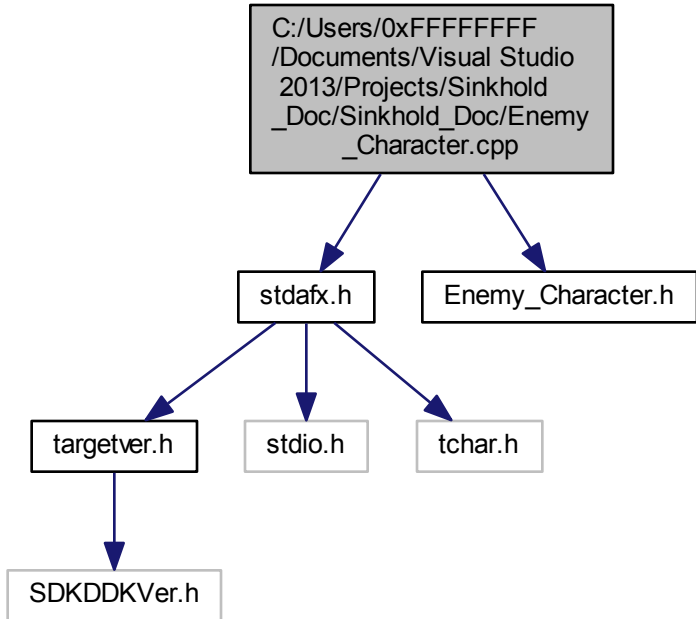 C:/Users/0xFFFFFFFF
/Documents/Visual Studio
2013/Projects/Sinkhold
_Doc/Sinkhold_Doc/Enemy
_Character.cpp
stdafx.h
Enemy_Character.h
targetver.h
stdio.h
tchar.h
SDKDDKVer.h